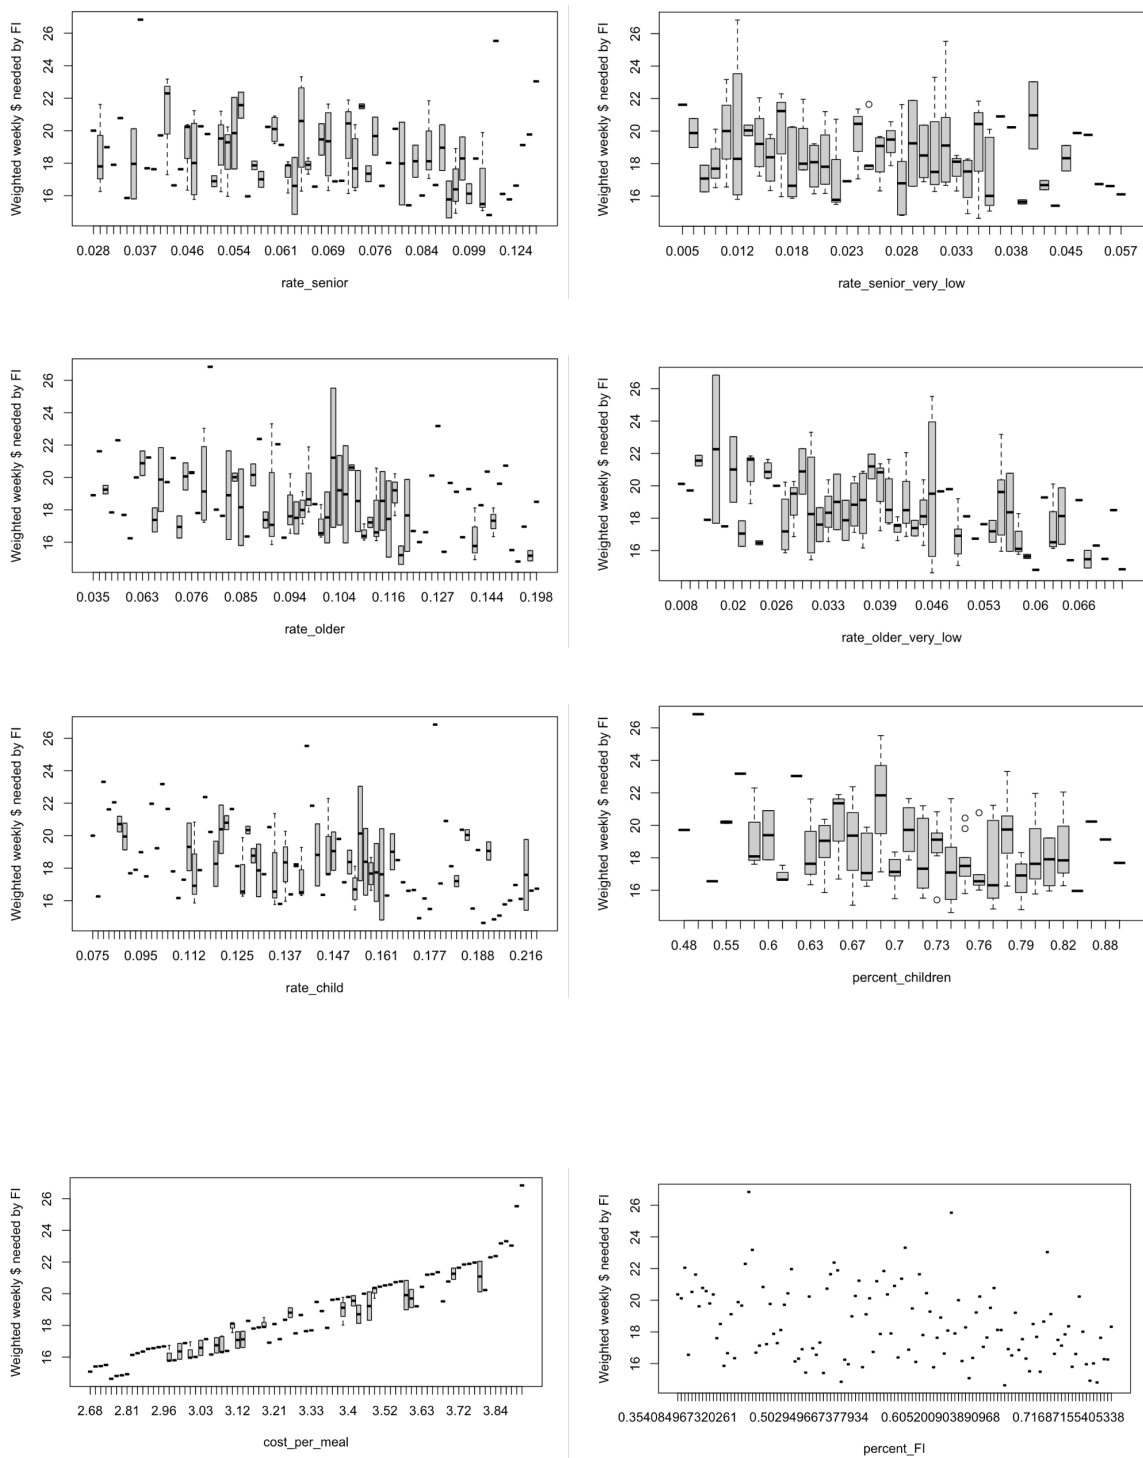 Weighted weekly $ needed by FI
16 18 20 22 24 26
0.028 0.037 0.046 0.054 0.061 0.069 0.076 0.084 0.099 0.124
rate_senior
Weighted weekly $ needed by FI
16 18 20 22 24 26
0.005 0.012 0.018 0.023 0.028 0.033 0.038 0.045 0.057
rate_senior_very_low
Weighted weekly $ needed by FI
16 18 20 22 24 26
0.035 0.063 0.076 0.085 0.094 0.104 0.116 0.127 0.144 0.198
rate_older
Weighted weekly $ needed by FI
16 18 20 22 24 26
0.008 0.02 0.026 0.033 0.039 0.046 0.053 0.06 0.066
rate_older_very_low
Weighted weekly $ needed by FI
16 18 20 22 24 26
0.075 0.095 0.112 0.125 0.137 0.147 0.161 0.177 0.188 0.216
rate_child
Weighted weekly $ needed by FI
16 18 20 22 24 26
0.48 0.55 0.6 0.63 0.67 0.7 0.73 0.76 0.79 0.82 0.88
percent_children
Weighted weekly $ needed by FI
16 18 20 22 24 26
2.68 2.81 2.96 3.03 3.12 3.21 3.33 3.4 3.52 3.63 3.72 3.84
cost_per_meal
Weighted weekly $ needed by FI
16 18 20 22 24 26
0.354084967320261 0.502949667377934 0.605200903890968 0.71687155405338
percent_FI